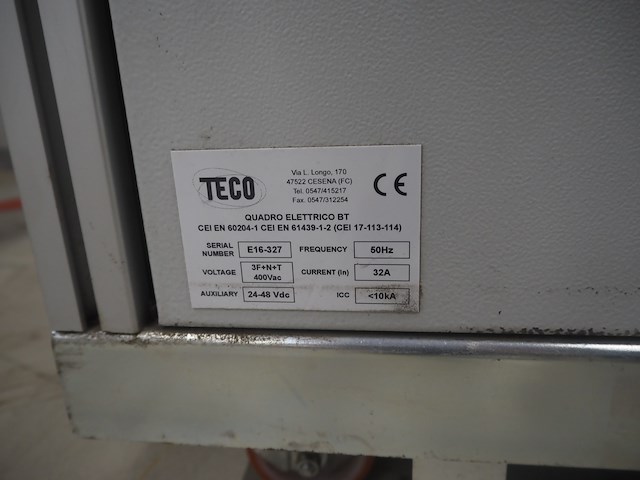 TECO
Via L. Longo, 170
47522 CESENA (FC)
Tel. 0547/415217
Fax. 0547/312254
CE
QUADRO ELETTRICO BT
CEI EN 60204-1 CEI EN 61439-1-2 (CEI 17-113-114)
SERIAL NUMBER E16-327 FREQUENCY 50Hz
VOLTAGE 3F+N+T 400Vac CURRENT (In) 32A
AUXILIARY 24-48 Vdc ICC <10kA